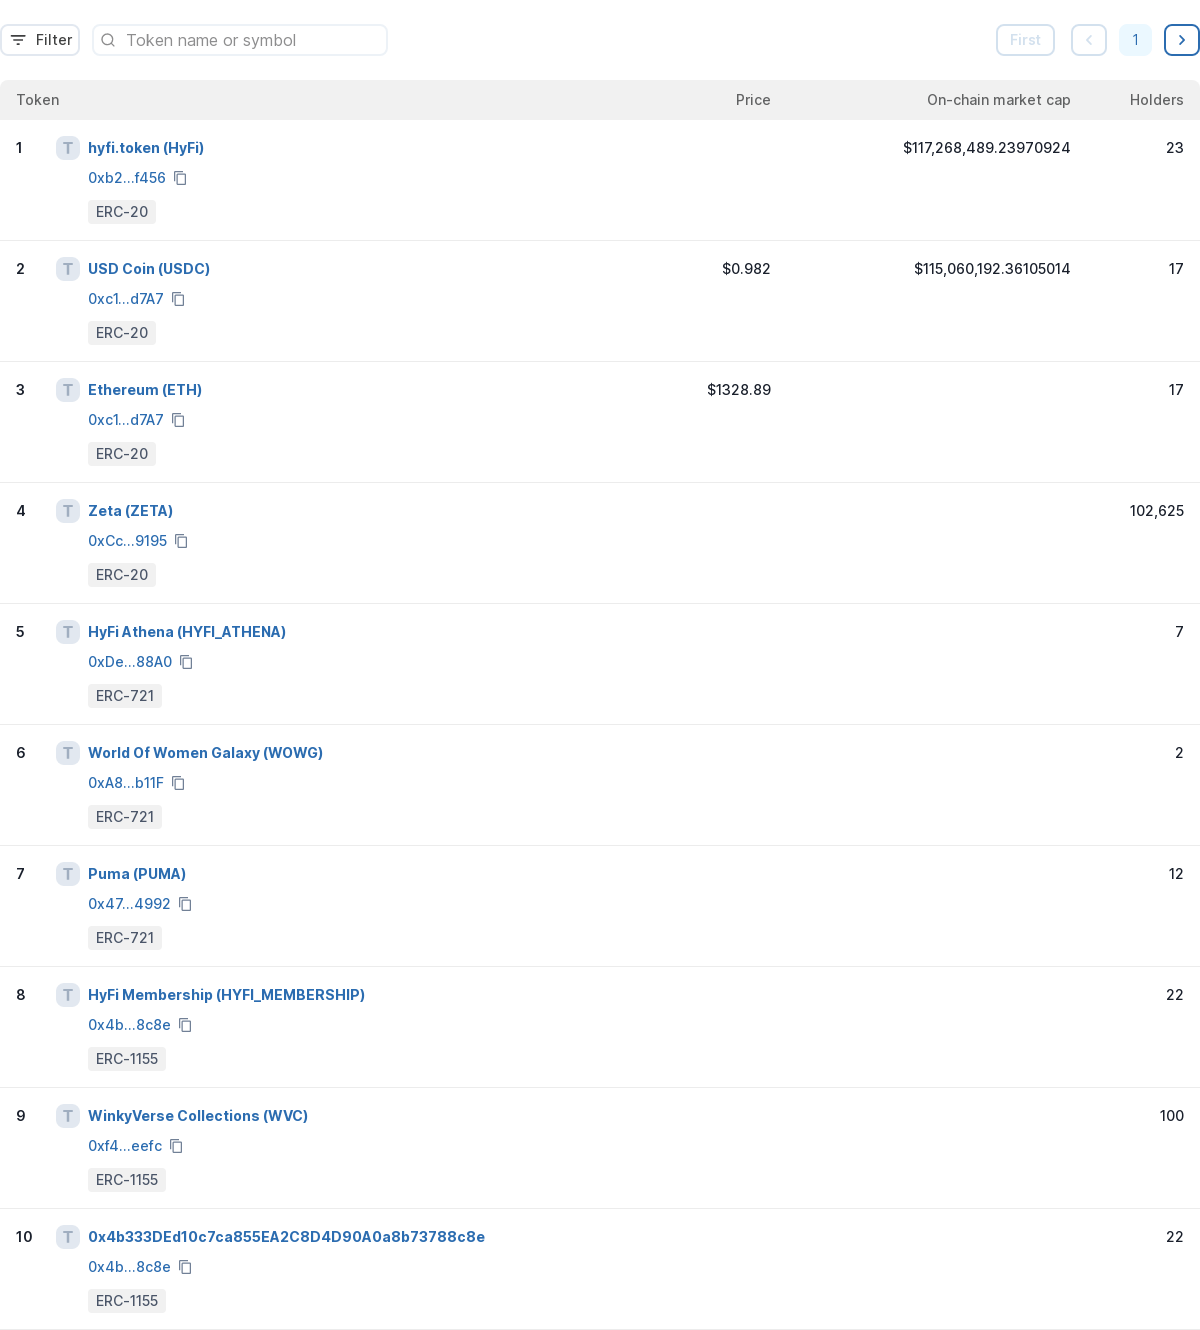 Filter
Token name or symbol
First
1
Token Price On-chain market cap Holders
1 T hyfi.token (HyFi) $117,268,489.23970924 23
0xb2...f456
ERC-20
2 T USD Coin (USDC) $0.982 $115,060,192.36105014 17
0xc1...d7A7
ERC-20
3 T Ethereum (ETH) $1328.89 17
0xc1...d7A7
ERC-20
4 T Zeta (ZETA) 102,625
0xCc...9195
ERC-20
5 T HyFi Athena (HYFI_ATHENA) 7
0xDe...88A0
ERC-721
6 T World Of Women Galaxy (WOWG) 2
0xA8...b11F
ERC-721
7 T Puma (PUMA) 12
0x47...4992
ERC-721
8 T HyFi Membership (HYFI_MEMBERSHIP) 22
0x4b...8c8e
ERC-1155
9 T WinkyVerse Collections (WVC) 100
0xf4...eefc
ERC-1155
10 T 0x4b333DEd10c7ca855EA2C8D4D90A0a8b73788c8e 22
0x4b...8c8e
ERC-1155